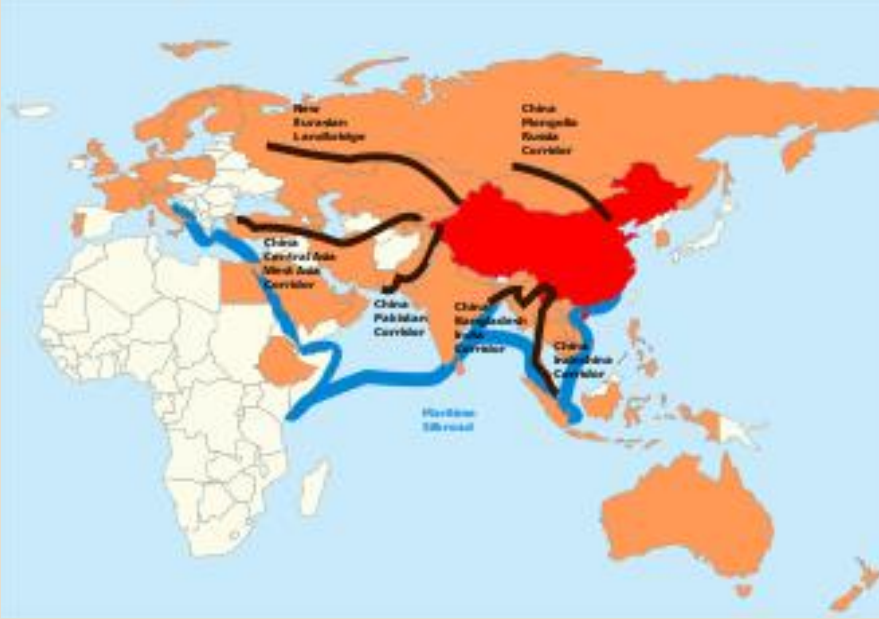 New
Eurasian
Landbridge
China
Mongolia
Russia
Corridor
China
Central Asia
West Asia
Corridor
China
Pakistan
Corridor
China
Bangladesh
India
Corridor
China
Indochina
Corridor
Maritime
Silkroad